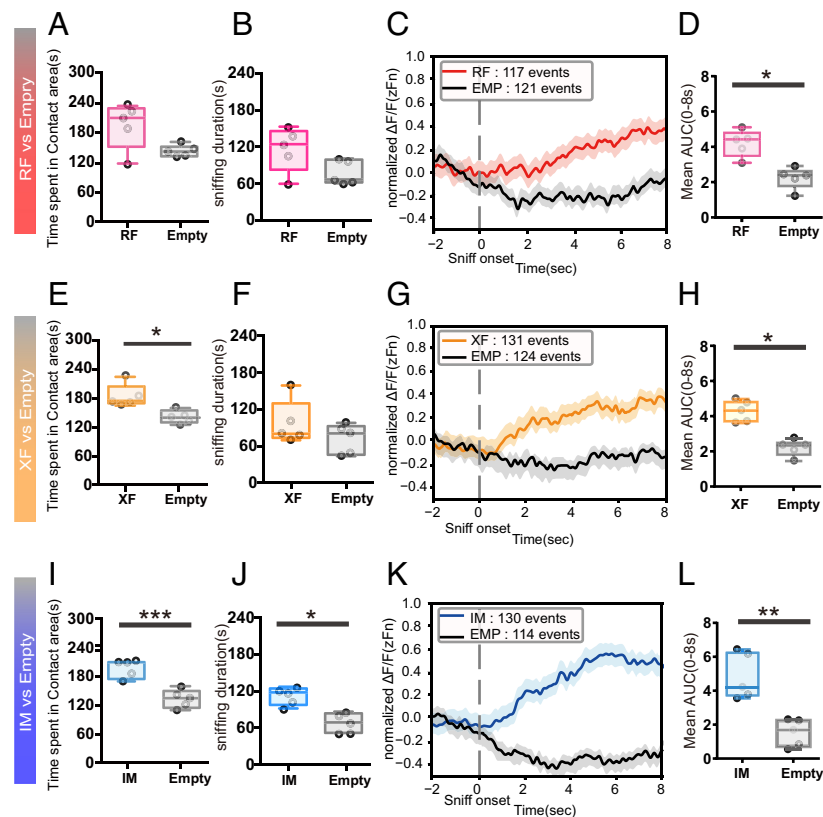 A
B
C
D
RF vs Empry
Time spent in Contact area(s)
300
240
180
120
60
0
RF
Empty
sniffing duration(s)
240
180
120
60
0
RF
Empty
normalized ΔF/F(zFn)
1.0
0.8
0.6
0.4
0.2
0.0
−0.2
−0.4
RF : 117 events
EMP : 121 events
−2 0 2 4 6 8
Sniff onset
Time(sec)
Mean AUC(0-8s)
8
6
4
2
0
*
RF
Empty
E
F
G
H
XF vs Empty
Time spent in Contact area(s)
300
240
180
120
60
0
*
XF
Empty
sniffing duration(s)
240
180
120
60
0
XF
Empty
normalized ΔF/F(zFn)
1.0
0.8
0.6
0.4
0.2
0.0
−0.2
−0.4
XF : 131 events
EMP : 124 events
−2 0 2 4 6 8
Sniff onset
Time(sec)
Mean AUC(0-8s)
8
6
4
2
0
*
XF
Empty
I
J
K
L
IM vs Empty
Time spent in Contact area(s)
300
240
180
120
60
0
***
IM
Empty
sniffing duration(s)
240
180
120
60
0
*
IM
Empty
normalized ΔF/F(zFn)
1.0
0.8
0.6
0.4
0.2
0.0
−0.2
−0.4
IM : 130 events
EMP : 114 events
−2 0 2 4 6 8
Sniff onset
Time(sec)
Mean AUC(0-8s)
8
6
4
2
0
**
IM
Empty